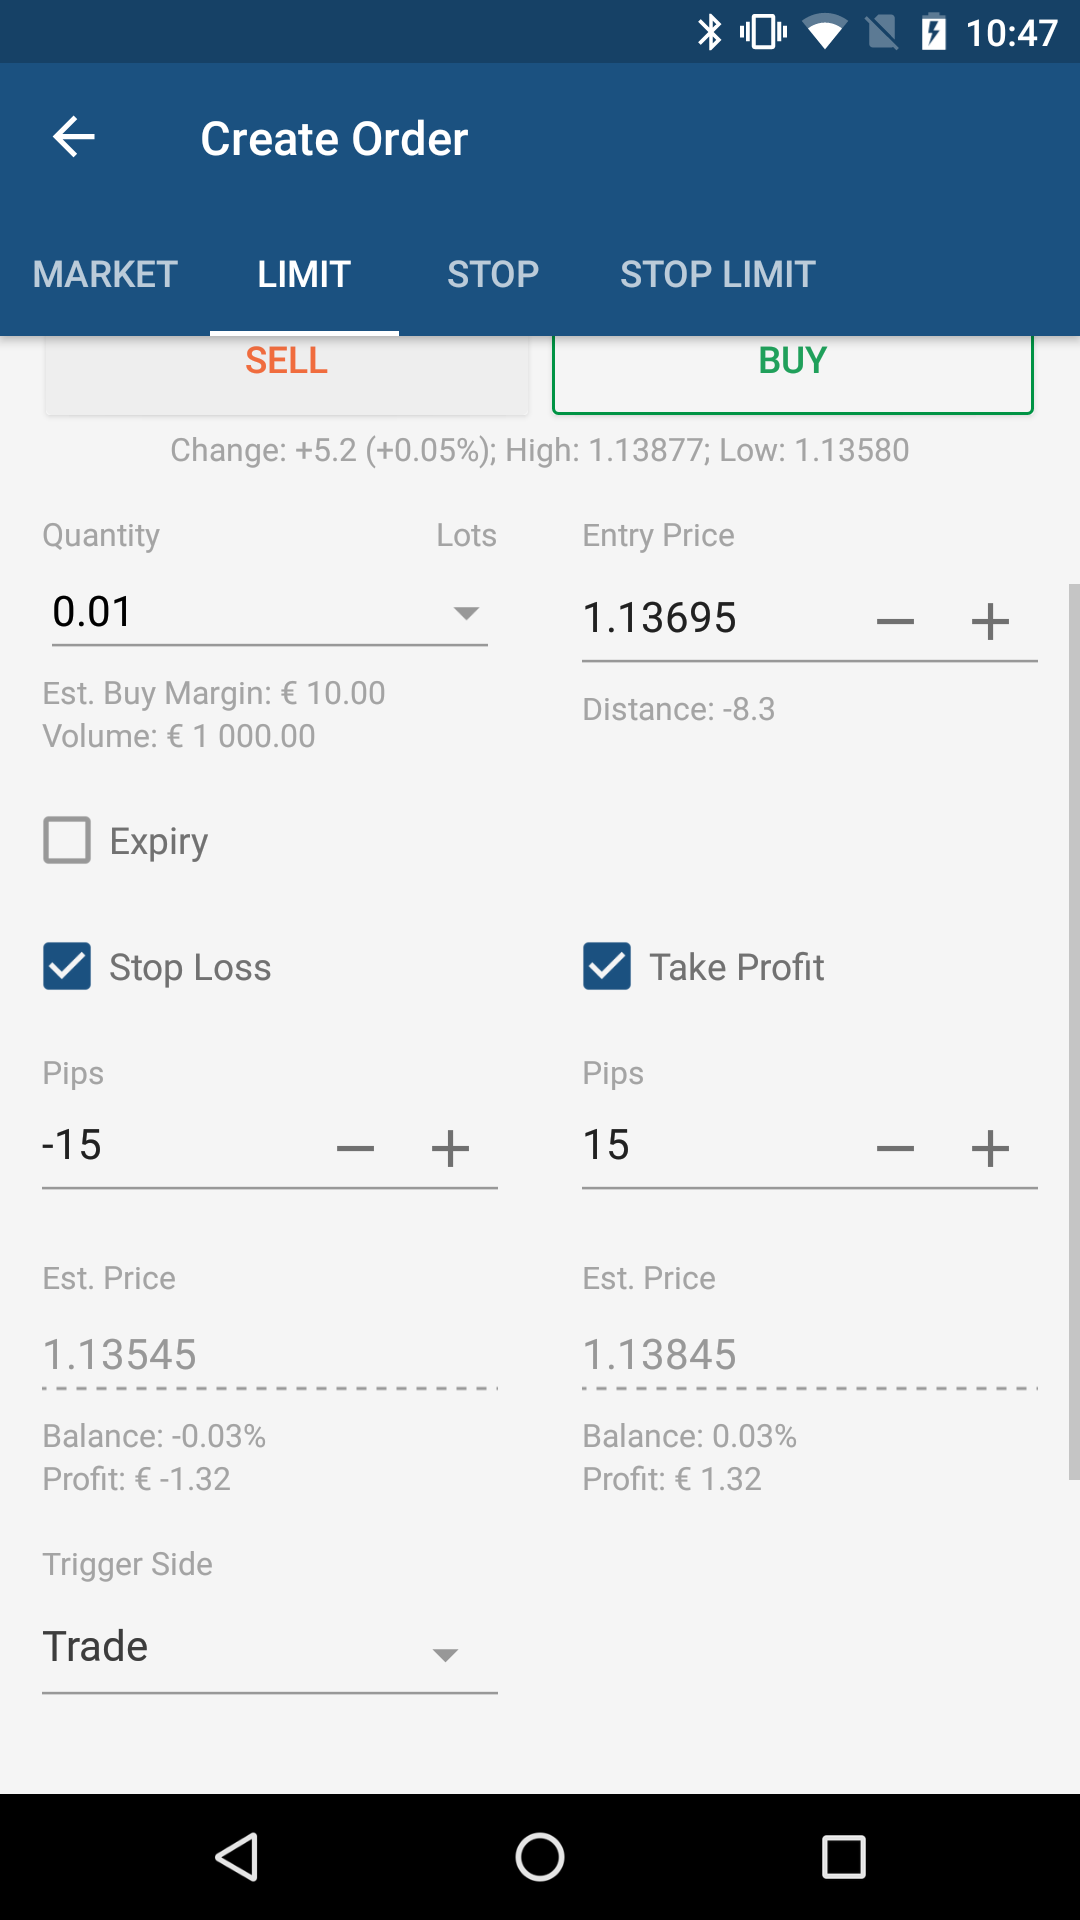 10:47
Create Order
MARKET LIMIT STOP STOP LIMIT
SELL BUY
Change: +5.2 (+0.05%); High: 1.13877; Low: 1.13580
Quantity Lots Entry Price
0.01 1.13695
Est. Buy Margin: € 10.00
Volume: € 1 000.00
Distance: -8.3
Expiry
Stop Loss Take Profit
Pips Pips
-15 15
Est. Price Est. Price
1.13545 1.13845
Balance: -0.03% Balance: 0.03%
Profit: € -1.32 Profit: € 1.32
Trigger Side
Trade